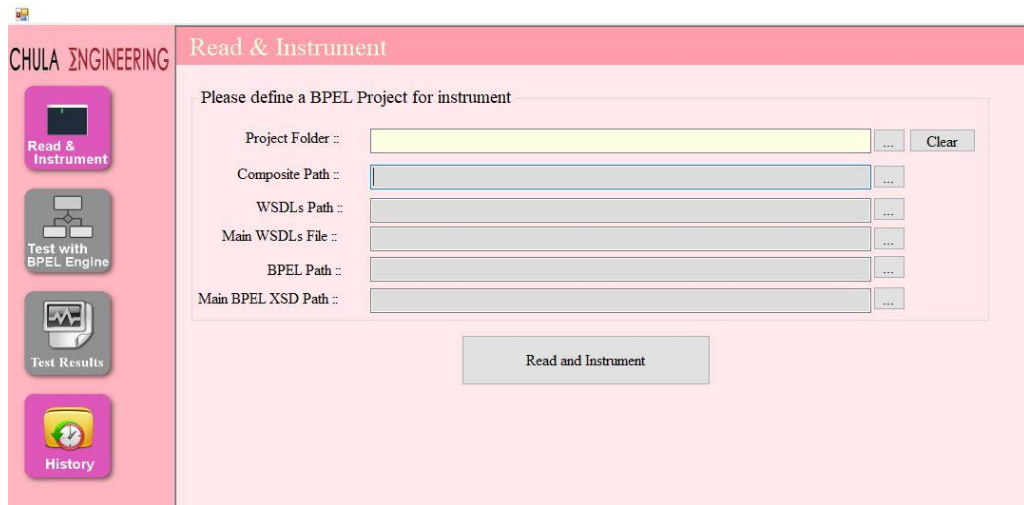 CHULA ΣNGINEERING
Read & Instrument
Read &
Instrument
Test with
BPEL Engine
Test Results
History
Please define a BPEL Project for instrument
Project Folder :: ... Clear
Composite Path :: ...
WSDLs Path :: ...
Main WSDLs File :: ...
BPEL Path :: ...
Main BPEL XSD Path :: ...
Read and Instrument